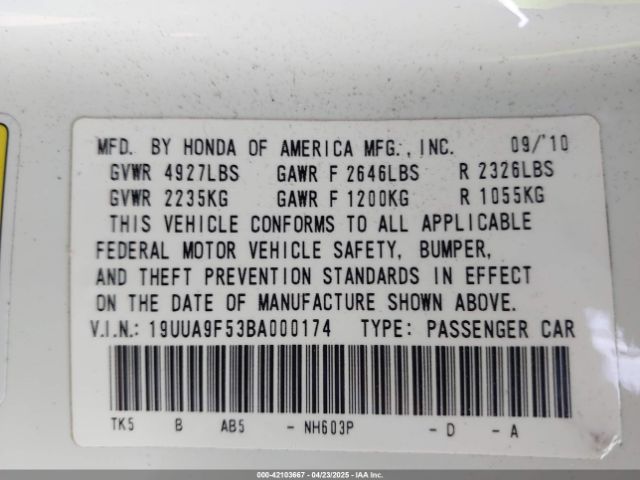 MFD. BY HONDA OF AMERICA MFG., INC. 09/'10
GVWR 4927LBS GAWR F 2646LBS R 2326LBS
GVWR 2235KG GAWR F 1200KG R 1055KG
THIS VEHICLE CONFORMS TO ALL APPLICABLE
FEDERAL MOTOR VEHICLE SAFETY, BUMPER,
AND THEFT PREVENTION STANDARDS IN EFFECT
ON THE DATE OF MANUFACTURE SHOWN ABOVE.
V.I.N.: 19UUA9F53BA000174 TYPE: PASSENGER CAR
TK5 B AB5 - NH603P - D - A
000-42103667 - 04/23/2025 - IAA Inc.